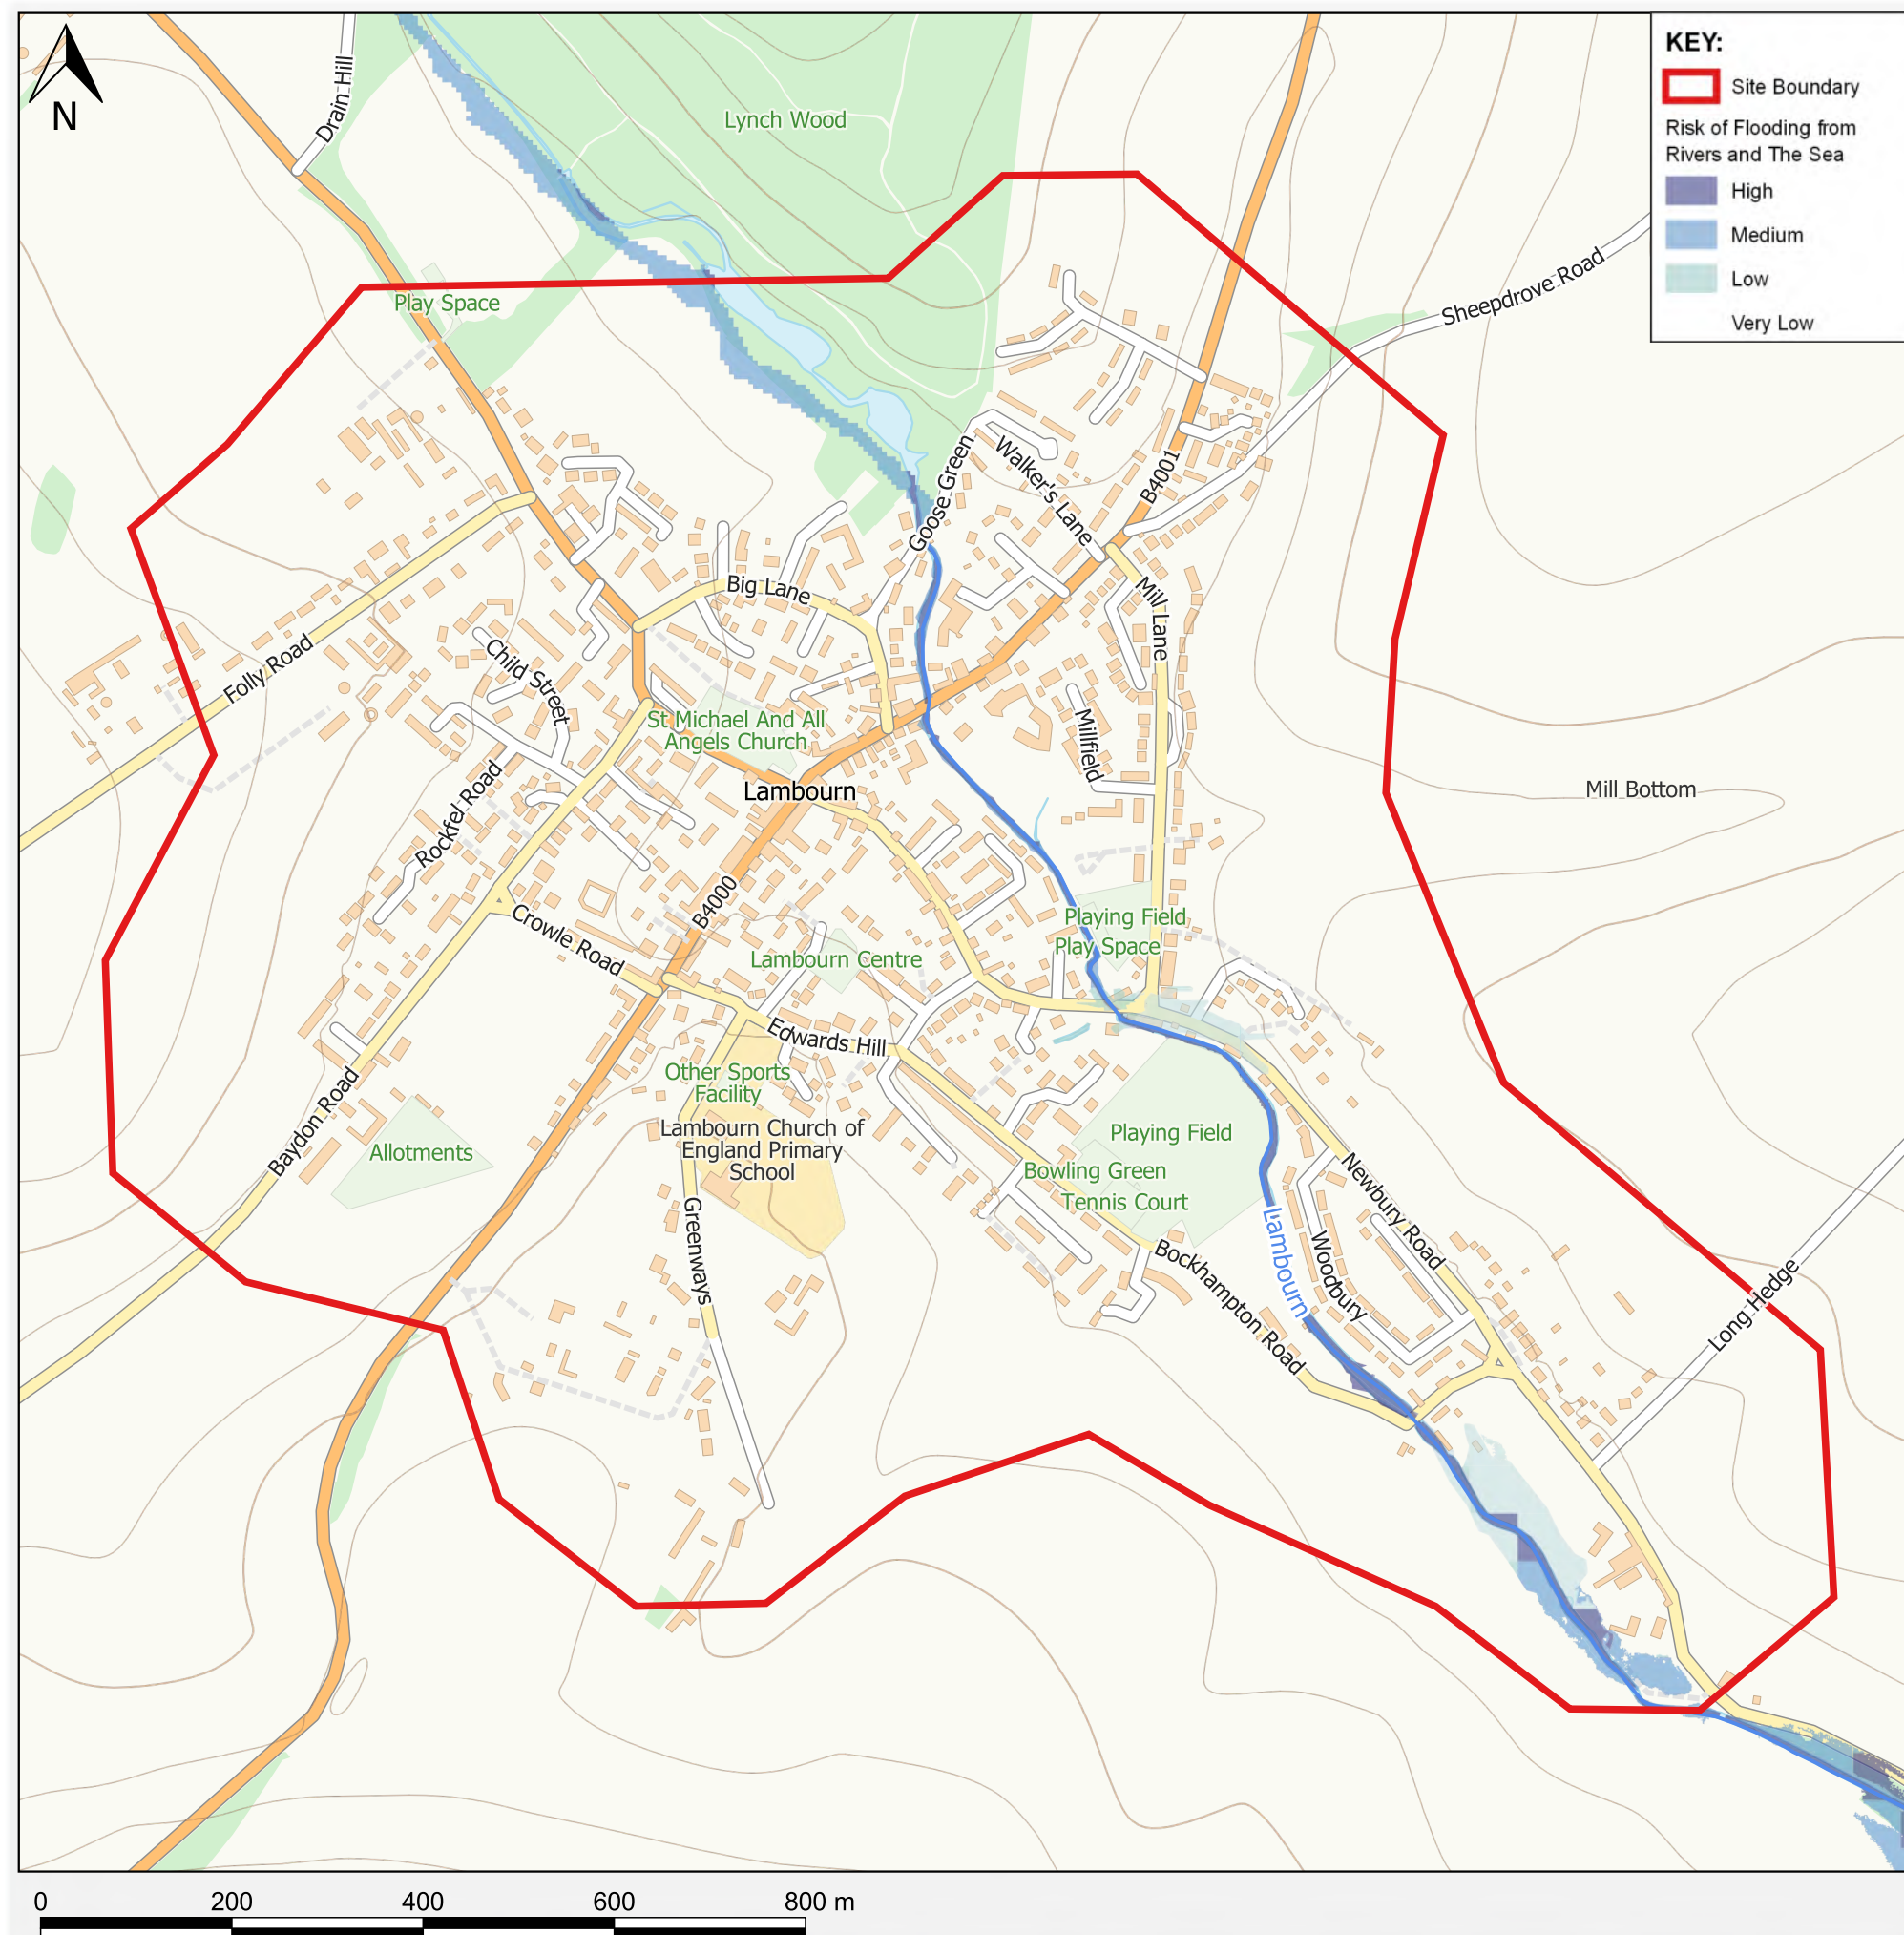 KEY:
Site Boundary
Risk of Flooding from
Rivers and The Sea
High
Medium
Low
Very Low
N
Drain Hill
Lynch Wood
Sheepdrove Road
Play Space
Goose Green
Walker's Lane
B4001
Big Lane
Mill Lane
Folly Road
Child Street
St Michael And All
Angels Church
Millfield
Lambourn
Mill Bottom
Rockfel Road
B4000
Crowle Road
Playing Field
Play Space
Lambourn Centre
Edwards Hill
Other Sports
Facility
Lambourn Church of
England Primary
School
Baydon Road
Allotments
Playing Field
Bowling Green
Tennis Court
Newbury Road
Greenways
Lambourn
Woodbury
Bockhampton Road
Long Hedge
0 200 400 600 800 m